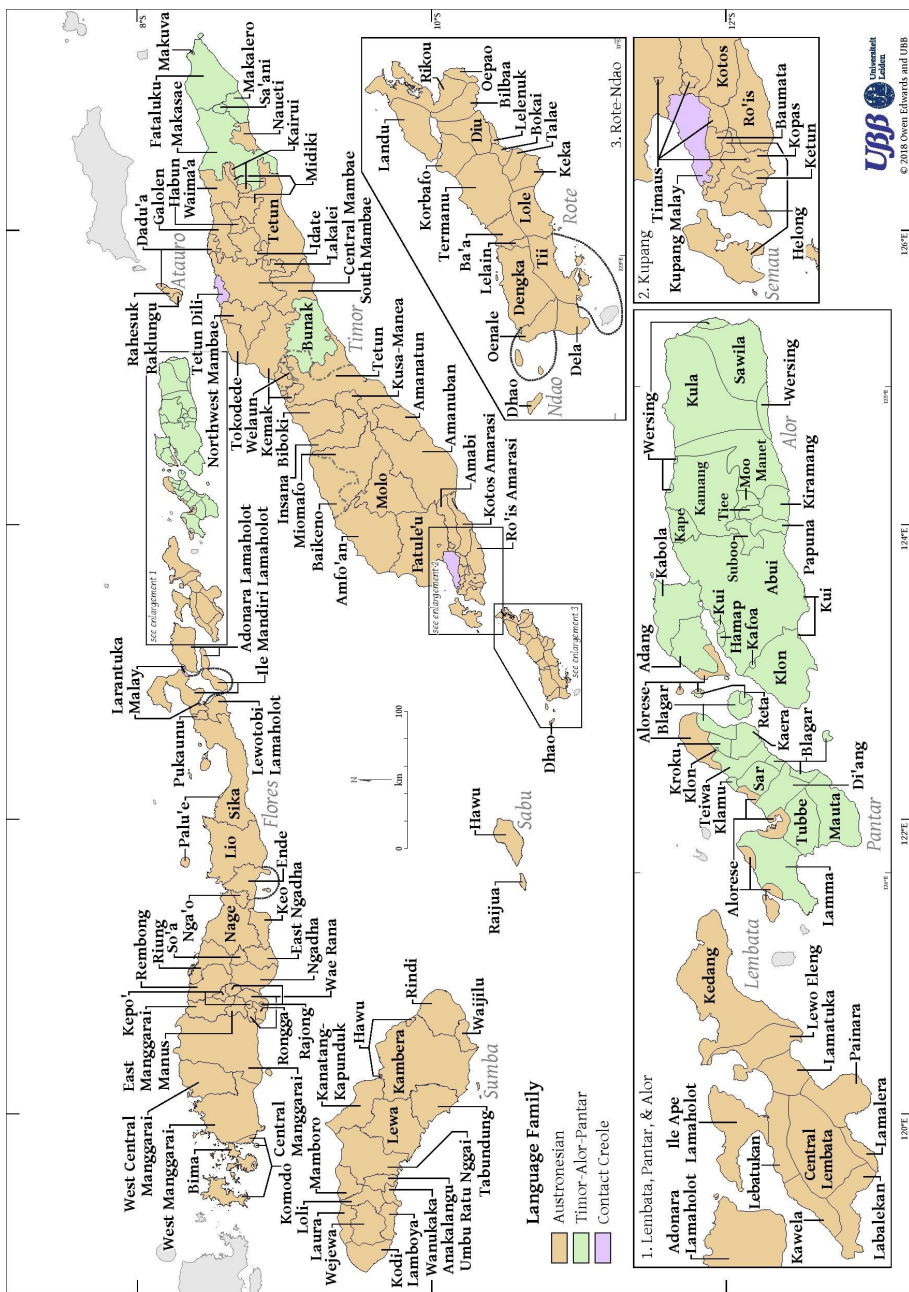 8°S
10°S
12°S
120°E
122°E
124°E
126°E
West Central
Manggarai
West Manggarai
Bima
Komodo
Central
Manggarai
East
Manggarai
Manus
Kepo'
Rembong
Riung
So'a
Nga'o
Nage
Rongga
Rajong
Wae Rana
Ngadha
East Ngadha
Keo
Ende
Lio
Palu'e
Sika
Flores
Pukaunu
Larantuka
Malay
Lewotobi
Lamaholot
Adonara Lamaholot
Ile Mandiri Lamaholot
see enlargement 1
Mamboro
Loli
Laura
Wejewa
Kodi
Lamboya
Wanukaka
Anakalangu
Umbu Ratu Nggai
Tabundung
Lewa
Kanatang-
Kapunduk
Hawu
Kambera
Rindi
Waijilu
Sumba
Hawu
Raijua
Sabu
0
km
100
N
Dhao
see enlargement 3
see enlargement 2
Rahesuk
Raklungu
Atauro
Dadu'a
Galolen
Habun
Waima'a
Fataluku
Makasae
Makuva
Makalero
Sa'ani
Naueti
Kairui
Midiki
Tetun
Idate
Lakalei
Central Mambae
South Mambae
Tetun Dili
Northwest Mambae
Tokodede
Welaun
Kemak
Bunak
Timor
Tetun
Kusa-Manea
Biboki
Insana
Miomafo
Baikeno
Anfo'an
Amanatun
Amanuban
Molo
Fatule'u
Amabi
Kotos Amarasi
Ro'is Amarasi
Language Family
Austronesian
Timor-Alor-Pantar
Contact Creole
1. Lembata, Pantar, & Alor
Adonara
Lamaholot
Ile Ape
Lamaholot
Lebatukan
Kawela
Central
Lembata
Labalekan
Lamalera
Painara
Lamatuka
Lewo Eleng
Kedang
Lembata
Alorese
Lamma
Tubbe
Mauta
Pantar
Di'ang
Sar
Klamu
Teiwa
Klon
Kroku
Blagar
Kaera
Reta
Alorese
Blagar
Adang
Kabola
Kui
Hamap
Kafoa
Klon
Kui
Abui
Papuna
Kiramang
Suboo
Tiee
Moo
Manet
Kape
Kamang
Wersing
Kula
Sawila
Wersing
Alor
2. Kupang
Timaus
Kupang Malay
Semau
Helong
Kotos
Ro'is
Baumata
Kopas
Ketun
3. Rote-Ndao
Landu
Rikou
Oepao
Bilbaa
Diu
Lelenuk
Bokai
Talae
Keka
Korbafo
Termanu
Ba'a
Lelain
Lole
Rote
Dengka
Tii
Oenale
Dela
Dhao
Ndao
UBB
Universiteit
Leiden
© 2018 Owen Edwards and UBB